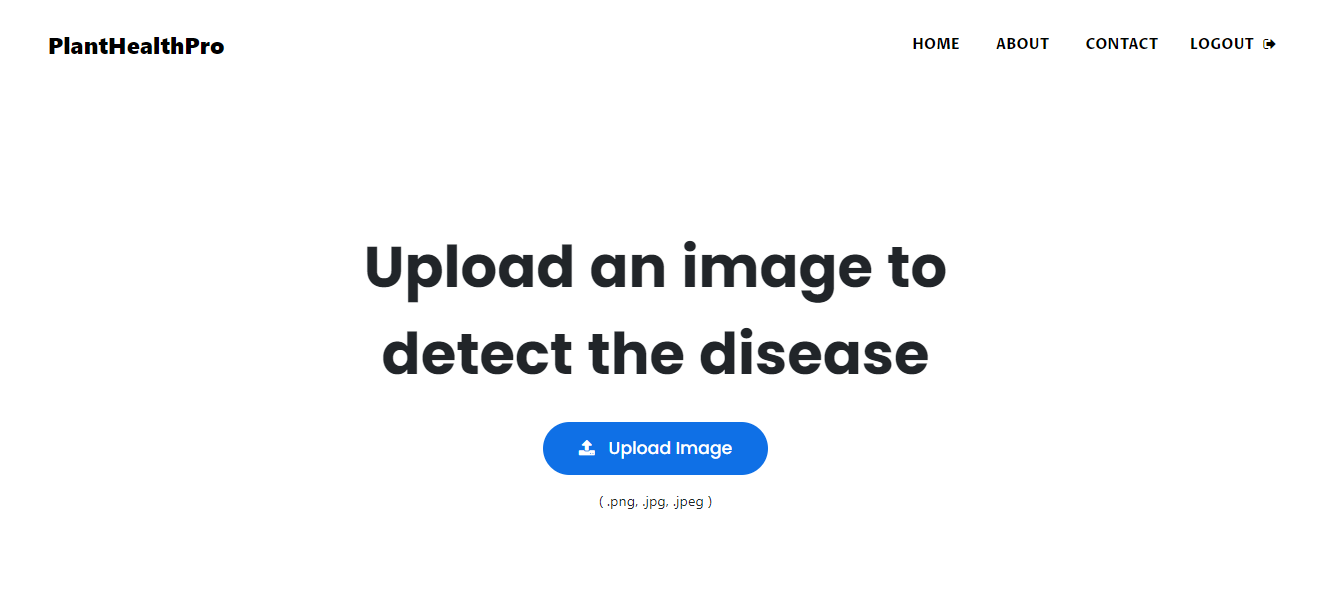 PlantHealthPro
HOME ABOUT CONTACT LOGOUT
Upload an image to
detect the disease
Upload Image
( .png, .jpg, .jpeg )